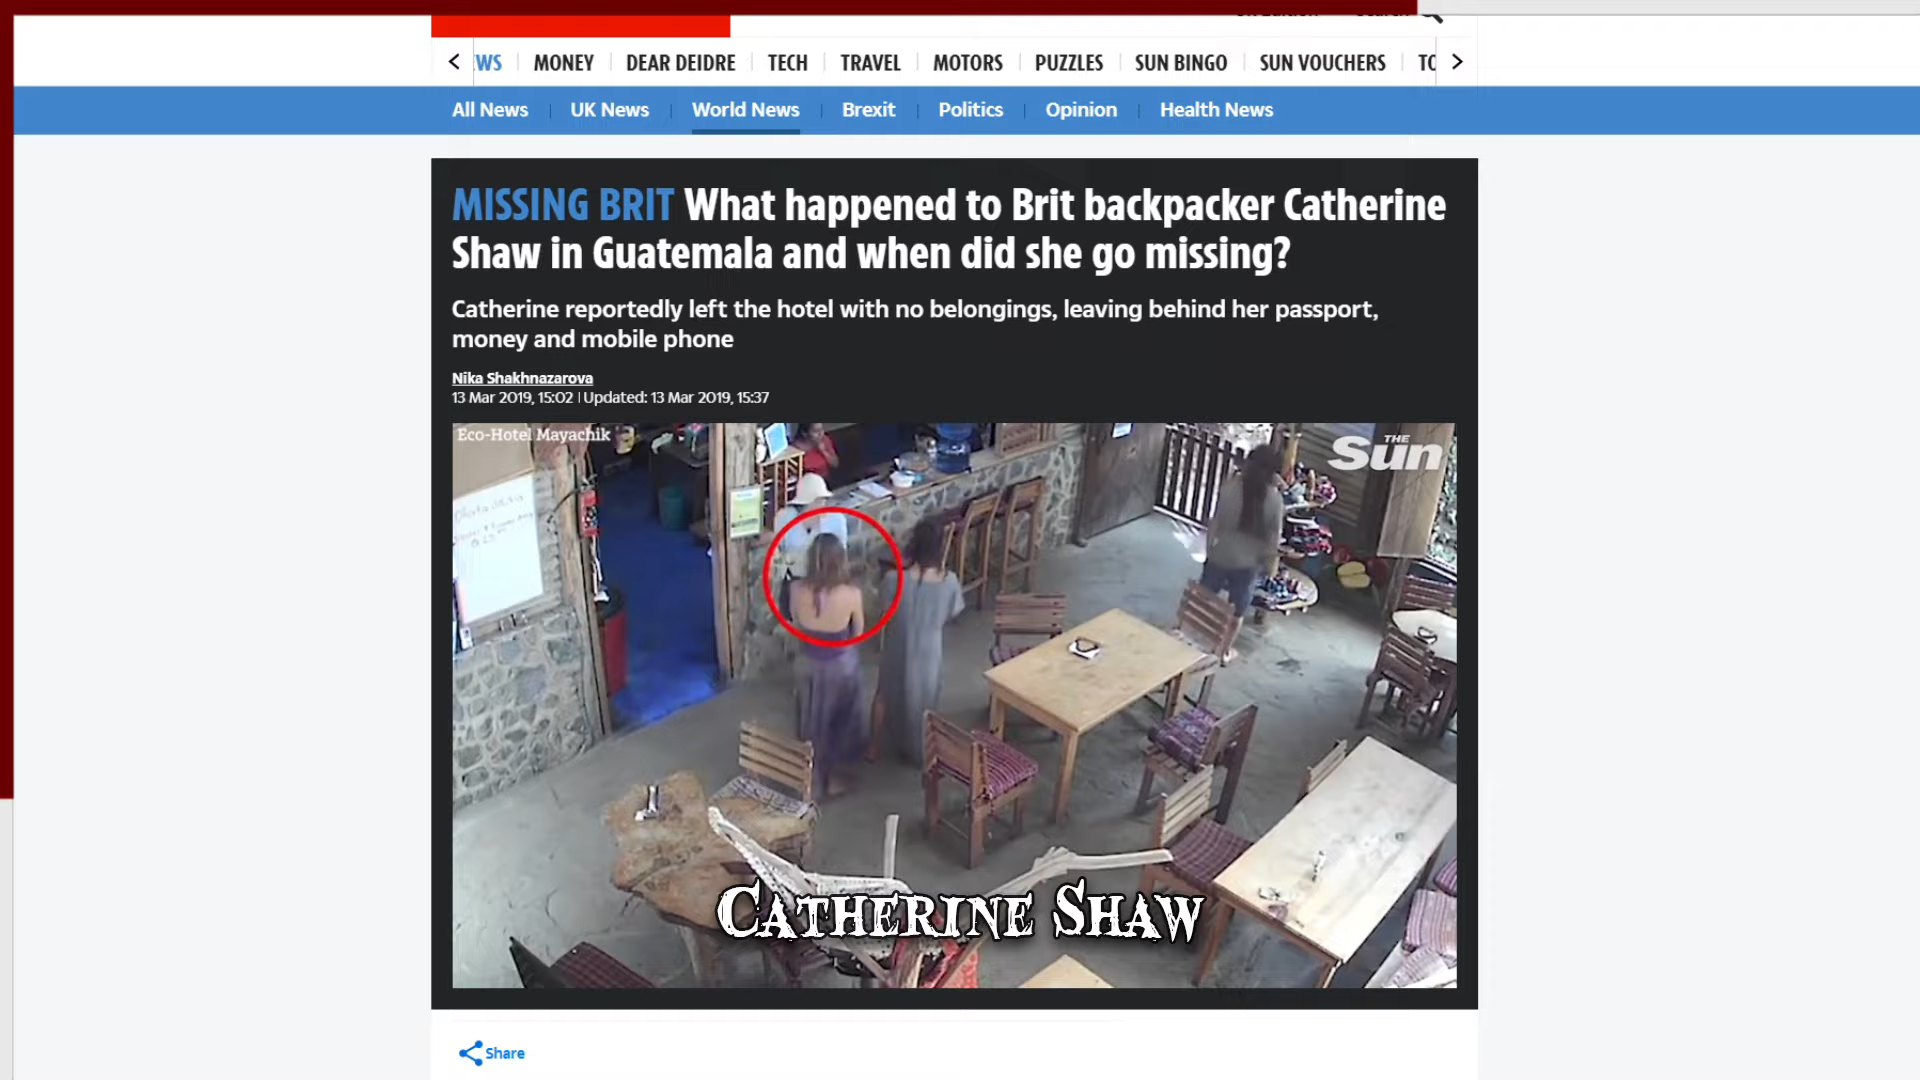 WS MONEY DEAR DEIDRE TECH TRAVEL MOTORS PUZZLES SUN BINGO SUN VOUCHERS
All News UK News World News Brexit Politics Opinion Health News
MISSING BRIT What happened to Brit backpacker Catherine
Shaw in Guatemala and when did she go missing?
Catherine reportedly left the hotel with no belongings, leaving behind her passport,
money and mobile phone
Nika Shakhnazarova
13 Mar 2019, 15:02 | Updated: 13 Mar 2019, 15:37
Eco-Hotel Mayachik
THE
Sun
CATHERINE SHAW
Share